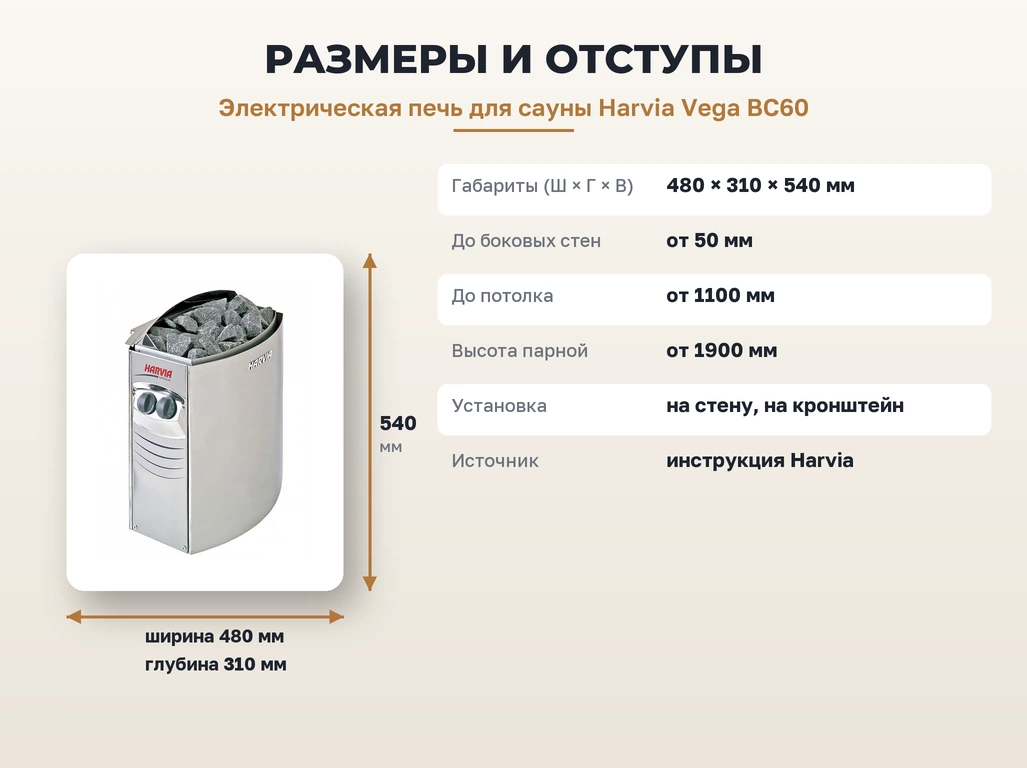 РАЗМЕРЫ И ОТСТУПЫ
Электрическая печь для сауны Harvia Vega BC60
Габариты (Ш × Г × В) 480 × 310 × 540 мм
До боковых стен от 50 мм
До потолка от 1100 мм
Высота парной от 1900 мм
Установка на стену, на кронштейн
Источник инструкция Harvia
HARVIA
HARVIA
540
мм
ширина 480 мм
глубина 310 мм